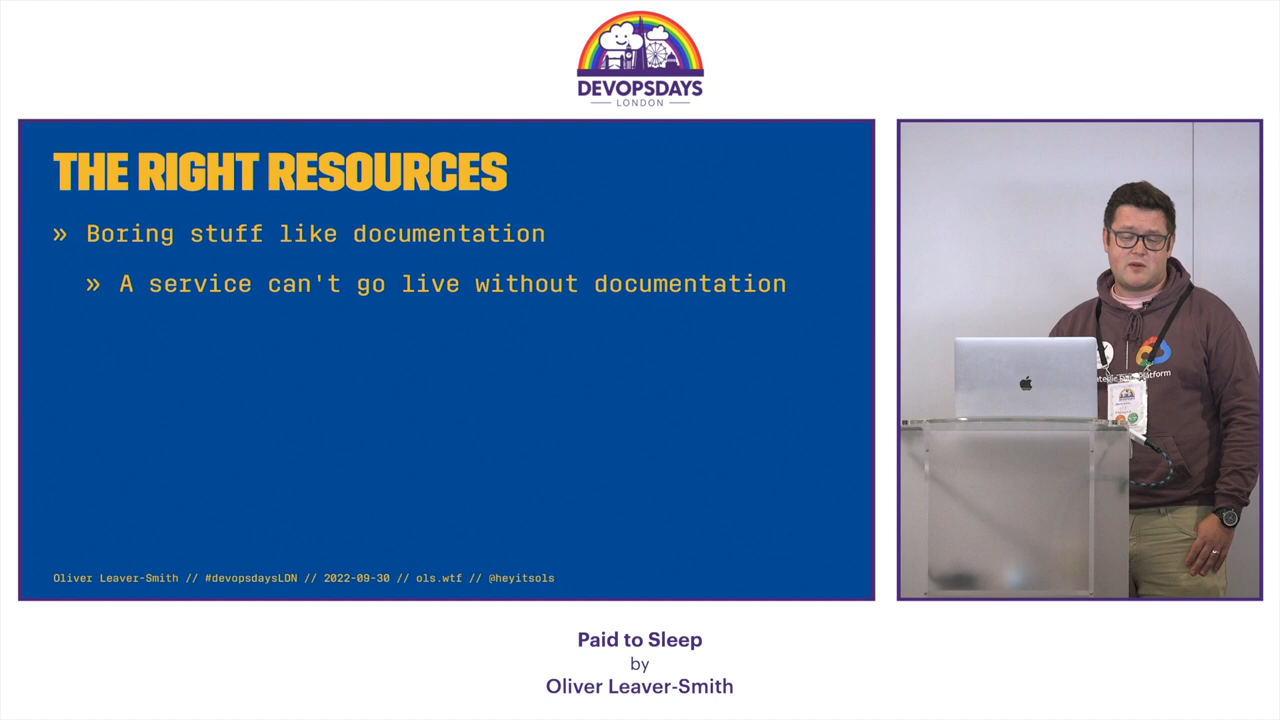 DEVOPSDAYS
LONDON
THE RIGHT RESOURCES
» Boring stuff like documentation
» A service can't go live without documentation
Oliver Leaver-Smith // #devopsdaysLDN // 2022-09-30 // ols.wtf // @heyitsols
Platform
Paid to Sleep
by
Oliver Leaver-Smith